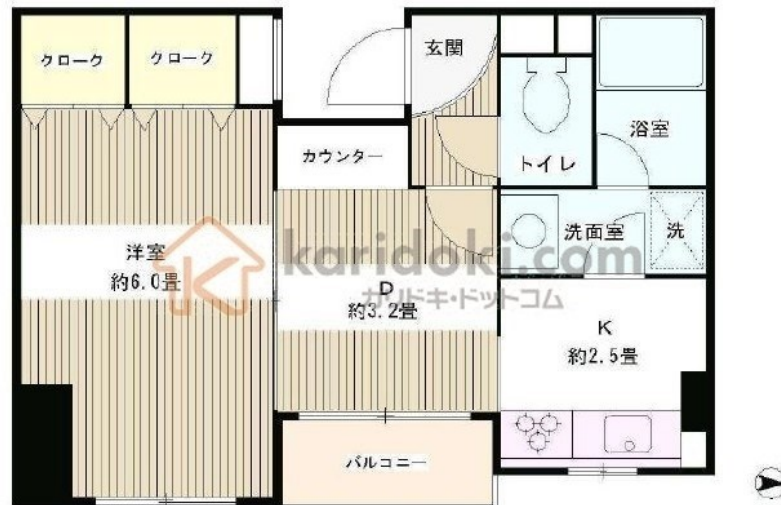 クローク
クローク
玄関
浴室
トイレ
カウンター
洗面室
洗
洋室
約6.0畳
karidoki.com
カリドキ・ドットコム
D
約3.2畳
K
約2.5畳
バルコニー